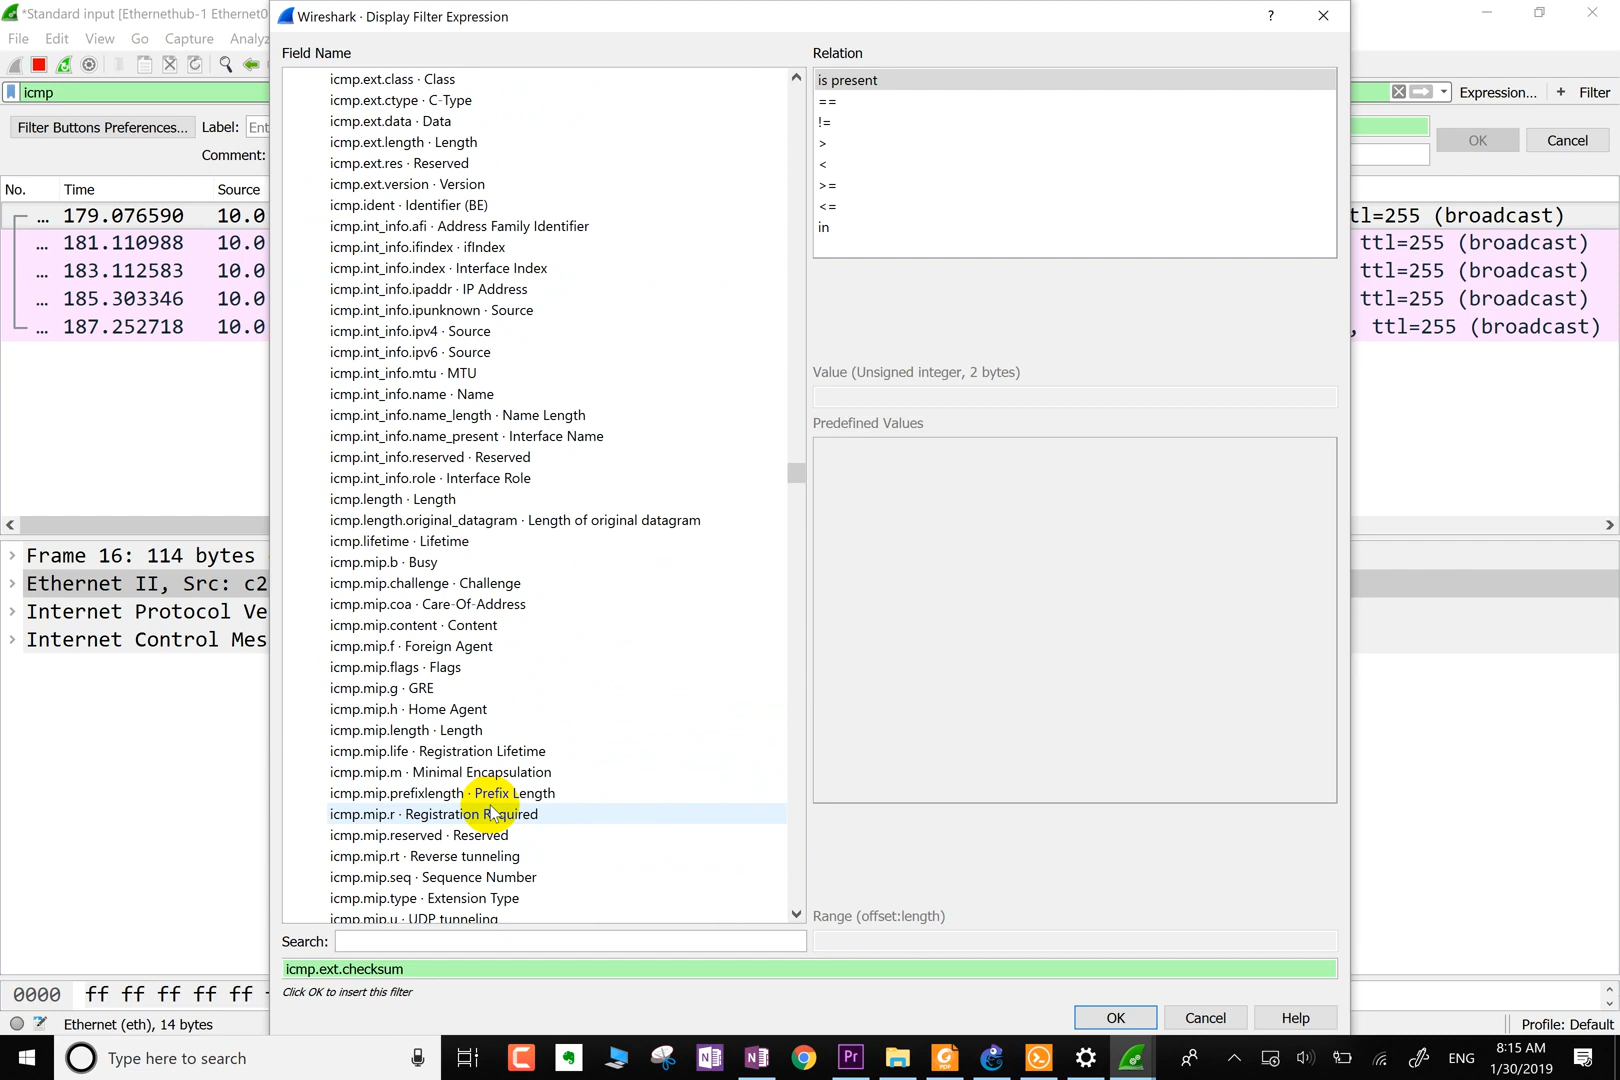 *Standard input [Ethernethub-1 Ethernet0
Wireshark · Display Filter Expression
?
File Edit View Go Capture Analyz
icmp
Expression... + Filter
Filter Buttons Preferences... Label: Ent
Comment:
OK Cancel
No. Time Source
... 179.076590 10.0
tl=255 (broadcast)
... 181.110988 10.0
ttl=255 (broadcast)
... 183.112583 10.0
ttl=255 (broadcast)
... 185.303346 10.0
ttl=255 (broadcast)
... 187.252718 10.0
, ttl=255 (broadcast)
Frame 16: 114 bytes
Ethernet II, Src: c2
Internet Protocol Ve
Internet Control Mes
0000 ff ff ff ff ff
Ethernet (eth), 14 bytes
Profile: Default
Field Name
icmp.ext.class · Class
icmp.ext.ctype · C-Type
icmp.ext.data · Data
icmp.ext.length · Length
icmp.ext.res · Reserved
icmp.ext.version · Version
icmp.ident · Identifier (BE)
icmp.int_info.afi · Address Family Identifier
icmp.int_info.ifindex · ifIndex
icmp.int_info.index · Interface Index
icmp.int_info.ipaddr · IP Address
icmp.int_info.ipunknown · Source
icmp.int_info.ipv4 · Source
icmp.int_info.ipv6 · Source
icmp.int_info.mtu · MTU
icmp.int_info.name · Name
icmp.int_info.name_length · Name Length
icmp.int_info.name_present · Interface Name
icmp.int_info.reserved · Reserved
icmp.int_info.role · Interface Role
icmp.length · Length
icmp.length.original_datagram · Length of original datagram
icmp.lifetime · Lifetime
icmp.mip.b · Busy
icmp.mip.challenge · Challenge
icmp.mip.coa · Care-Of-Address
icmp.mip.content · Content
icmp.mip.f · Foreign Agent
icmp.mip.flags · Flags
icmp.mip.g · GRE
icmp.mip.h · Home Agent
icmp.mip.length · Length
icmp.mip.life · Registration Lifetime
icmp.mip.m · Minimal Encapsulation
icmp.mip.prefixlength · Prefix Length
icmp.mip.r · Registration Required
icmp.mip.reserved · Reserved
icmp.mip.rt · Reverse tunneling
icmp.mip.seq · Sequence Number
icmp.mip.type · Extension Type
icmp.mip.u · UDP tunneling
Search:
icmp.ext.checksum
Click OK to insert this filter
Relation
is present
==
!=
>
<
>=
<=
in
Value (Unsigned integer, 2 bytes)
Predefined Values
Range (offset:length)
OK Cancel Help
Type here to search
N
N
Pr
PDF
ENG
8:15 AM
1/30/2019